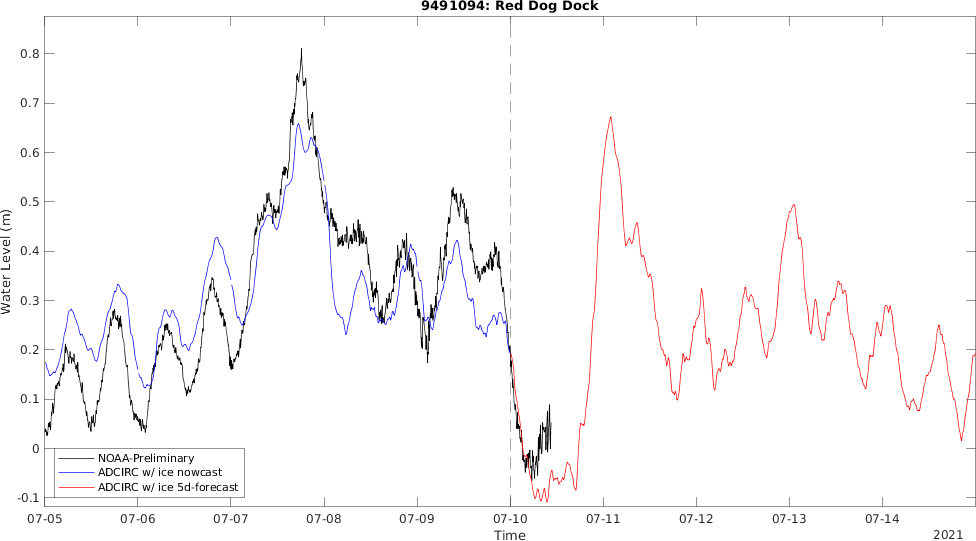 9491094: Red Dog Dock
Water Level (m)
0.8
0.7
0.6
0.5
0.4
0.3
0.2
0.1
0
-0.1
NOAA-Preliminary
ADCIRC w/ ice nowcast
ADCIRC w/ ice 5d-forecast
07-05 07-06 07-07 07-08 07-09 07-10 07-11 07-12 07-13 07-14
Time
2021